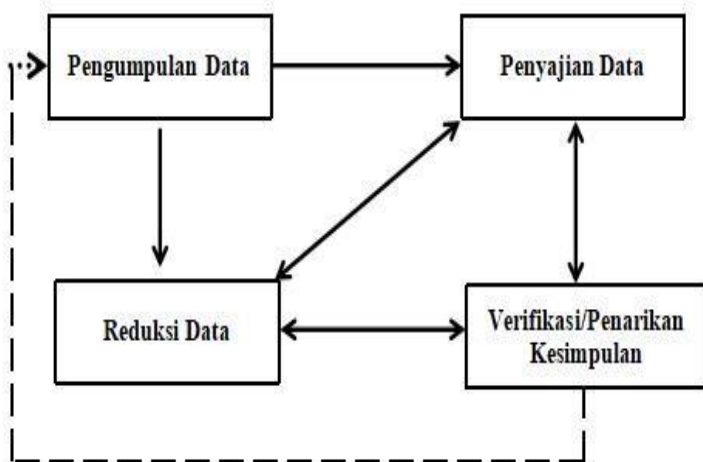 Pengumpulan Data
Penyajian Data
Reduksi Data
Verifikasi/Penarikan
Kesimpulan